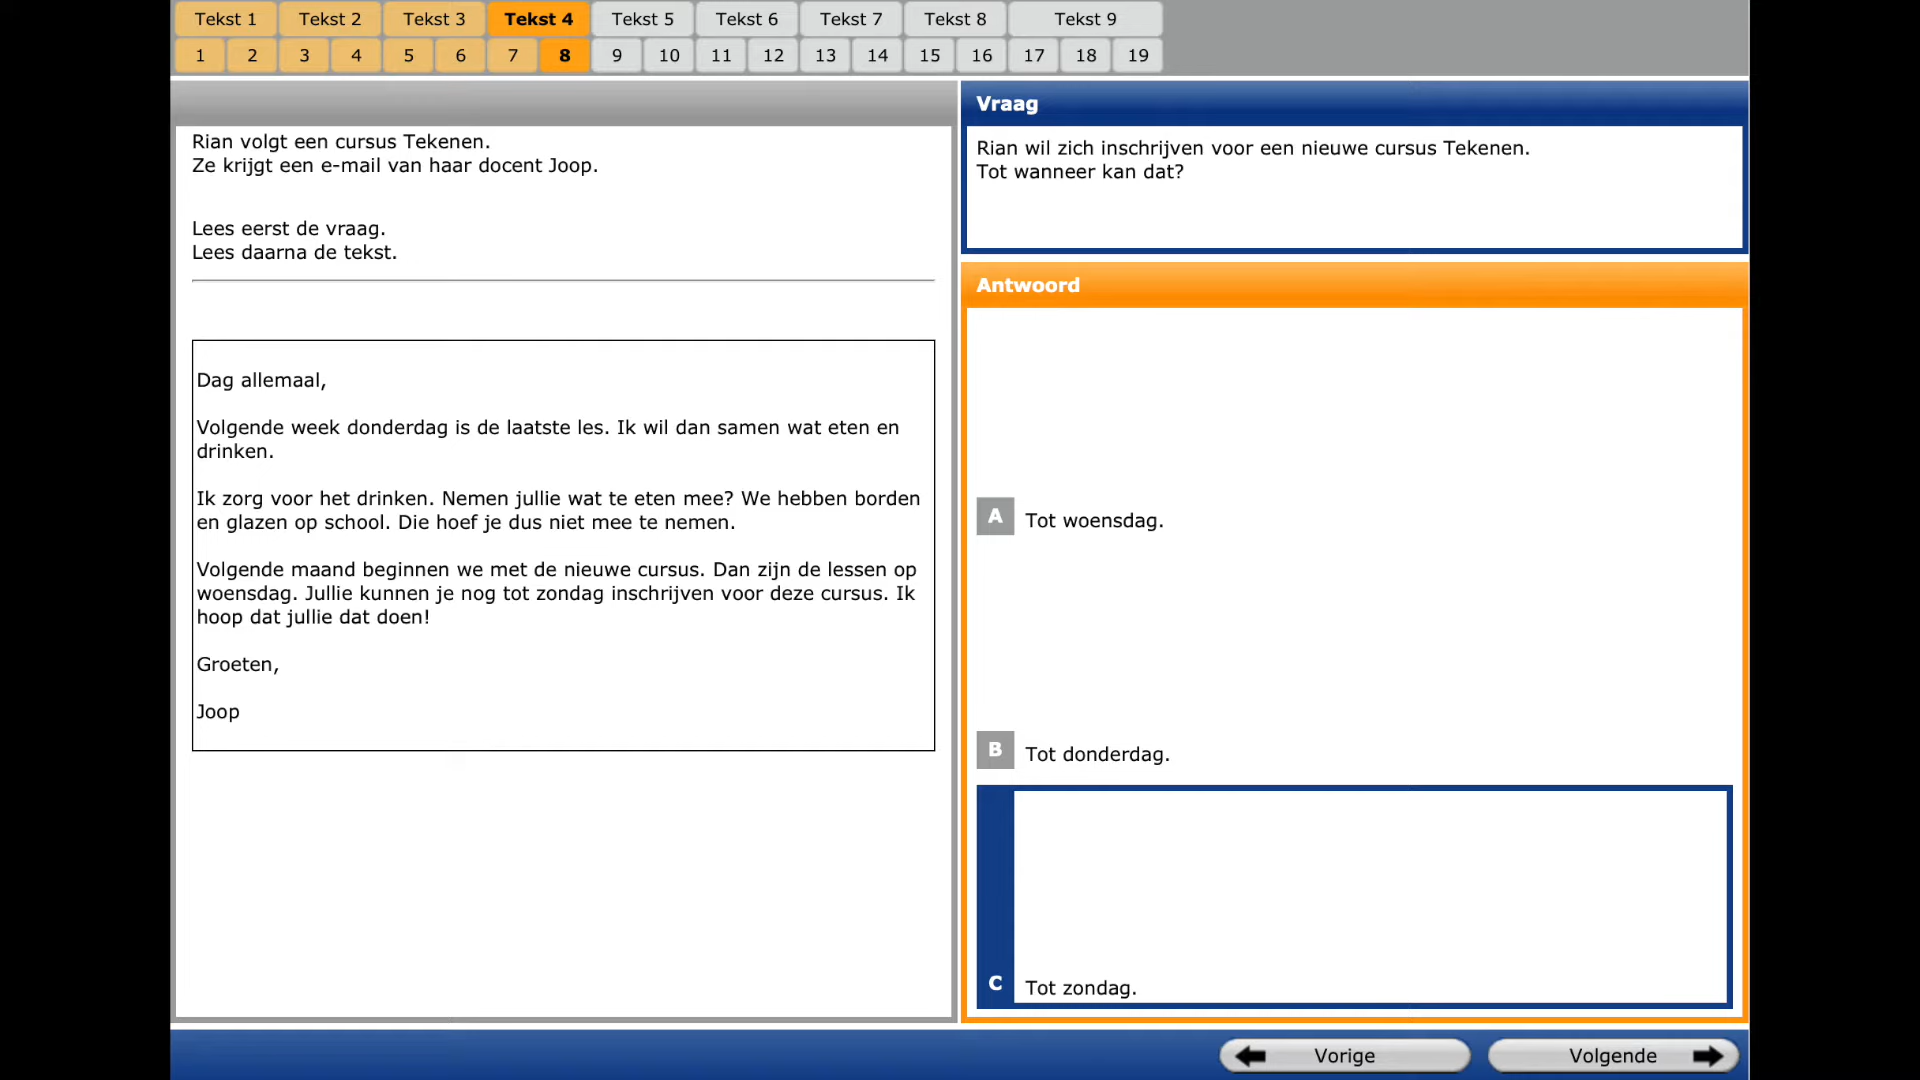 Tekst 1 Tekst 2 Tekst 3 Tekst 4 Tekst 5 Tekst 6 Tekst 7 Tekst 8 Tekst 9
1 2 3 4 5 6 7 8 9 10 11 12 13 14 15 16 17 18 19
Rian volgt een cursus Tekenen.
Ze krijgt een e-mail van haar docent Joop.
Lees eerst de vraag.
Lees daarna de tekst.
Dag allemaal,
Volgende week donderdag is de laatste les. Ik wil dan samen wat eten en
drinken.
Ik zorg voor het drinken. Nemen jullie wat te eten mee? We hebben borden
en glazen op school. Die hoef je dus niet mee te nemen.
Volgende maand beginnen we met de nieuwe cursus. Dan zijn de lessen op
woensdag. Jullie kunnen je nog tot zondag inschrijven voor deze cursus. Ik
hoop dat jullie dat doen!
Groeten,
Joop
Vraag
Rian wil zich inschrijven voor een nieuwe cursus Tekenen.
Tot wanneer kan dat?
Antwoord
A Tot woensdag.
B Tot donderdag.
C Tot zondag.
Vorige Volgende